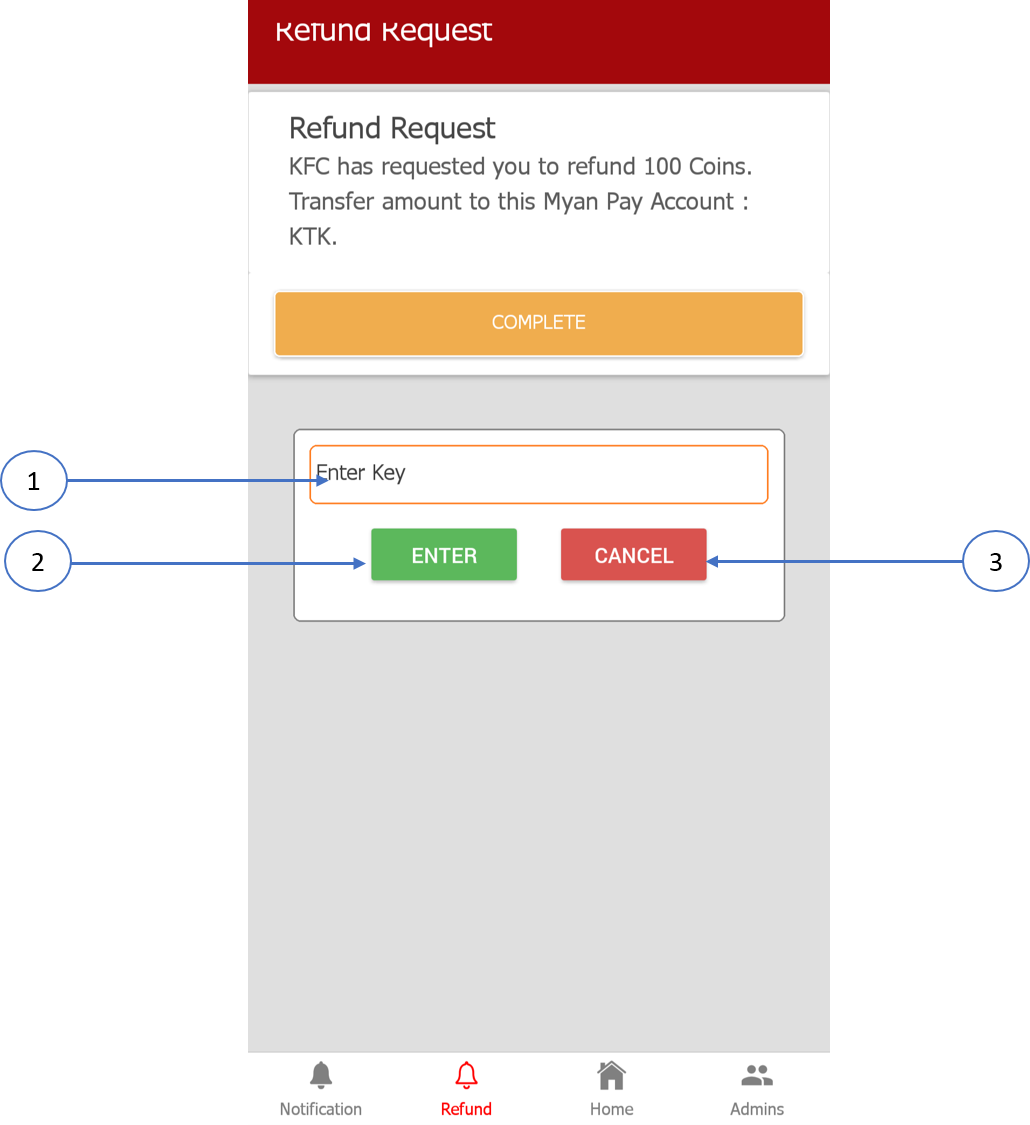 Refund Request
Refund Request
KFC has requested you to refund 100 Coins.
Transfer amount to this Myan Pay Account :
KTK.
COMPLETE
1
Enter Key
2
ENTER
CANCEL
3
Notification
Refund
Home
Admins